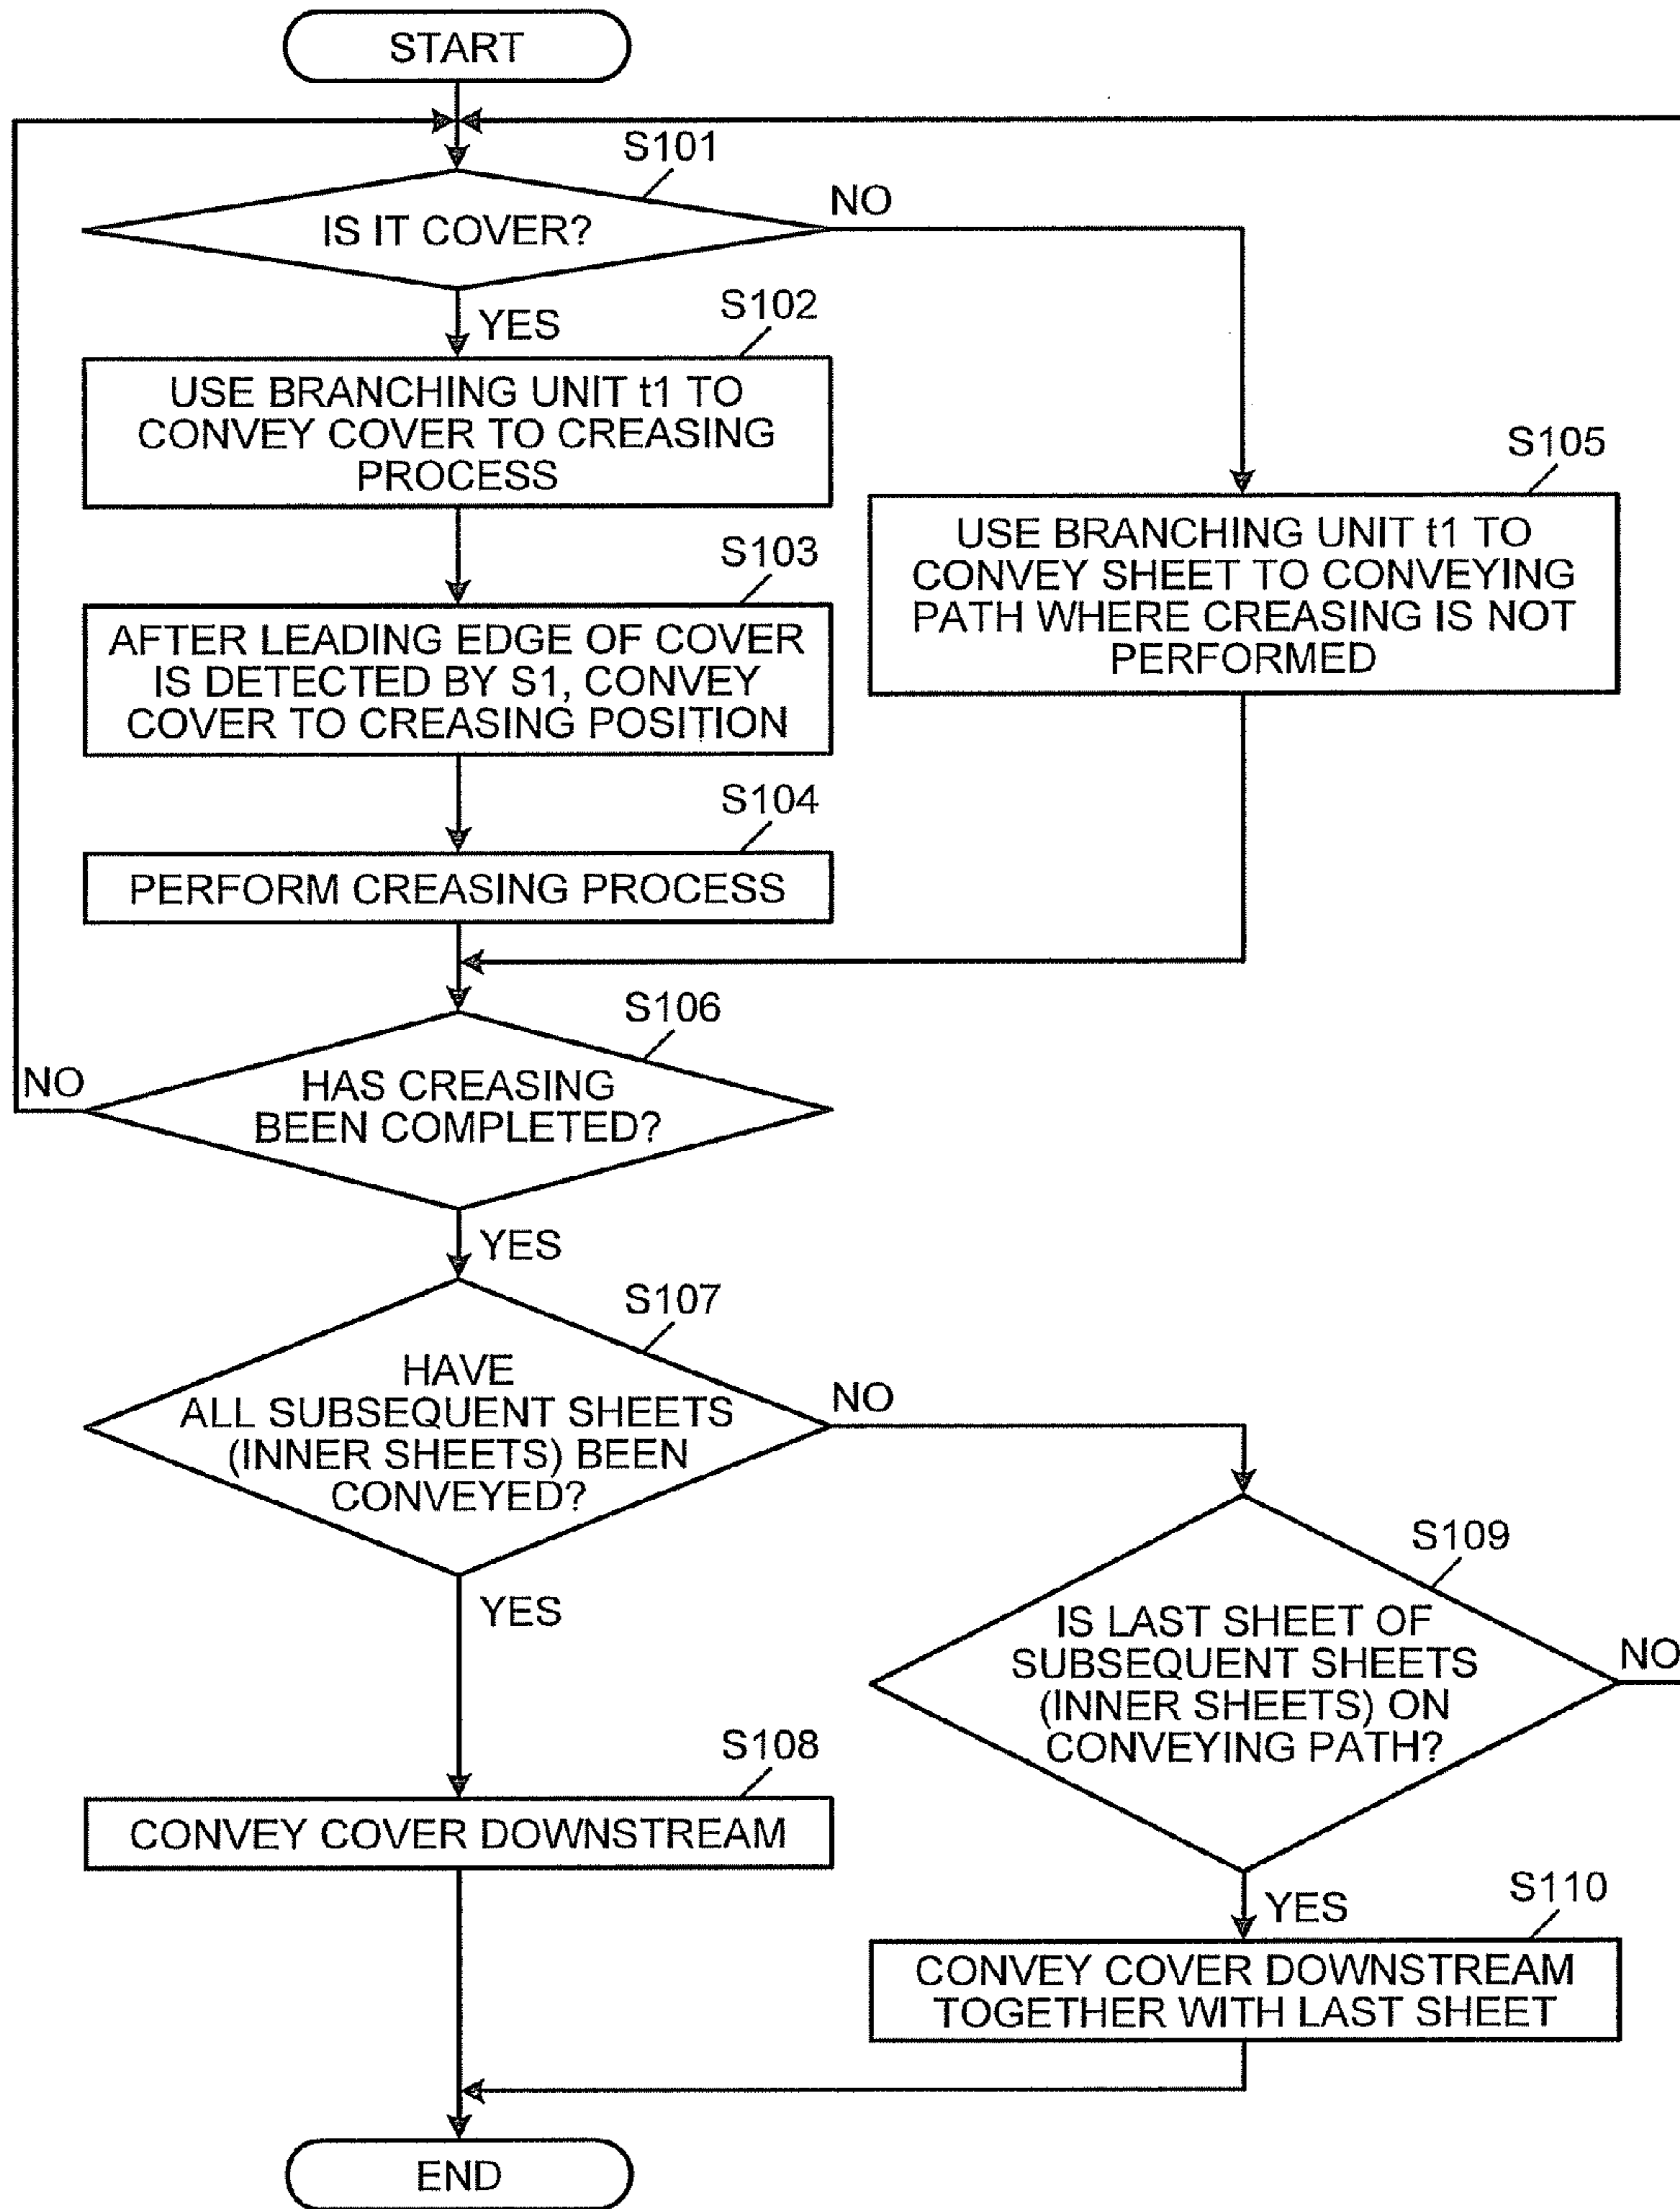 START
S101
IS IT COVER?
NO
YES
S102
USE BRANCHING UNIT t1 TO
CONVEY COVER TO CREASING
PROCESS
S105
USE BRANCHING UNIT t1 TO
CONVEY SHEET TO CONVEYING
PATH WHERE CREASING IS NOT
PERFORMED
S103
AFTER LEADING EDGE OF COVER
IS DETECTED BY S1, CONVEY
COVER TO CREASING POSITION
S104
PERFORM CREASING PROCESS
S106
HAS CREASING
BEEN COMPLETED?
NO
YES
S107
HAVE
ALL SUBSEQUENT SHEETS
(INNER SHEETS) BEEN
CONVEYED?
NO
YES
S109
IS LAST SHEET OF
SUBSEQUENT SHEETS
(INNER SHEETS) ON
CONVEYING PATH?
NO
YES
S108
CONVEY COVER DOWNSTREAM
S110
CONVEY COVER DOWNSTREAM
TOGETHER WITH LAST SHEET
END